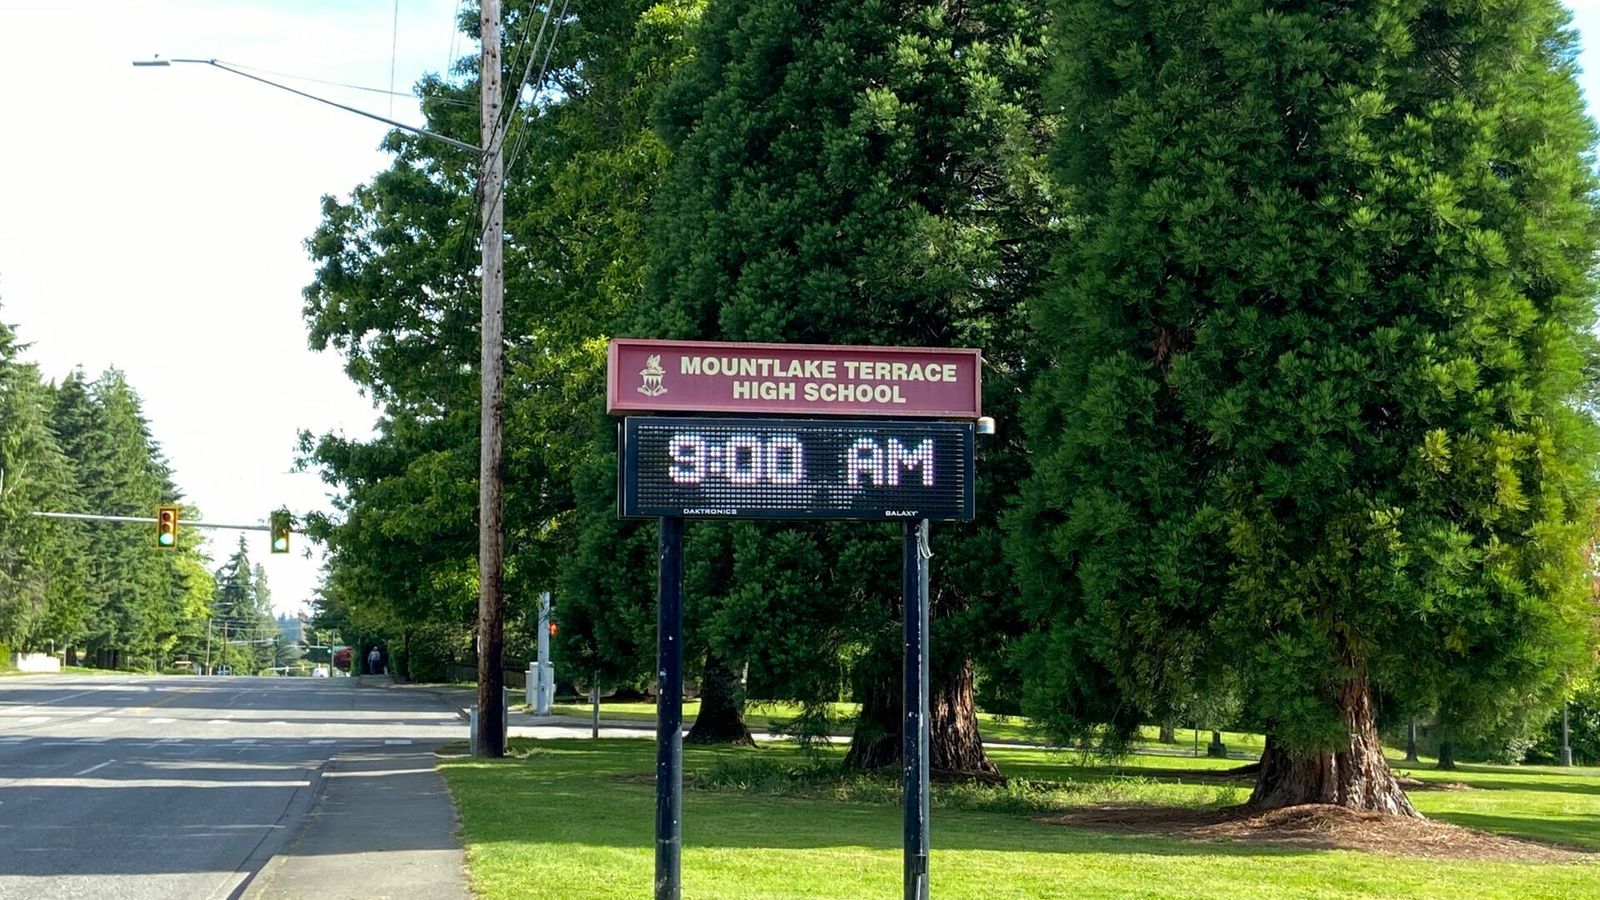 MOUNTLAKE TERRACE
HIGH SCHOOL
9:00 AM
DAKTRONICS
GALAXY